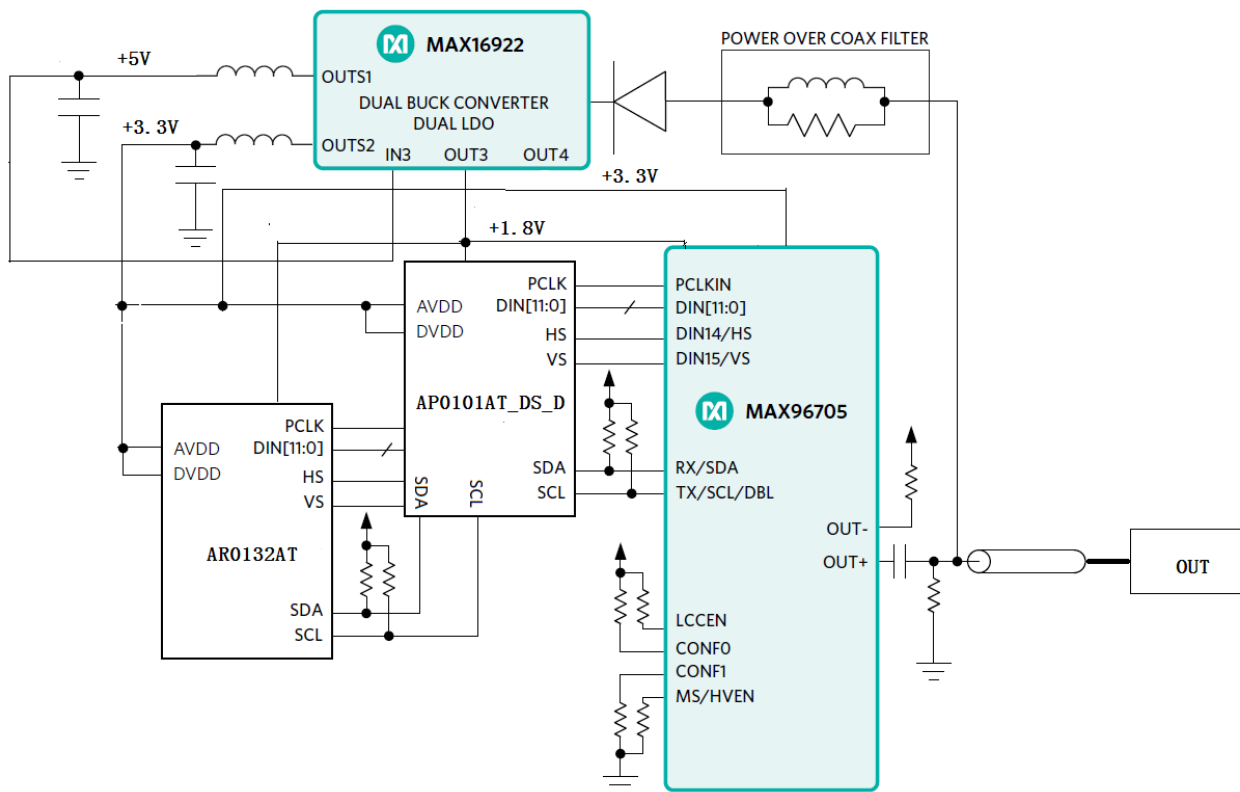 MAX16922
POWER OVER COAX FILTER
+5V
OUTS1
DUAL BUCK CONVERTER
DUAL LDO
+3.3V
OUTS2
IN3
OUT3
OUT4
+3.3V
+1.8V
PCLK
DIN[11:0]
HS
VS
AVDD
DVDD
AP0101AT_DS_D
SDA
SCL
SDA
SCL
PCLKIN
DIN[11:0]
DIN14/HS
DIN15/VS
MAX96705
RX/SDA
TX/SCL/DBL
OUT-
OUT+
LCCEN
CONF0
CONF1
MS/HVEN
PCLK
DIN[11:0]
AVDD
DVDD
HS
VS
AR0132AT
SDA
SCL
OUT